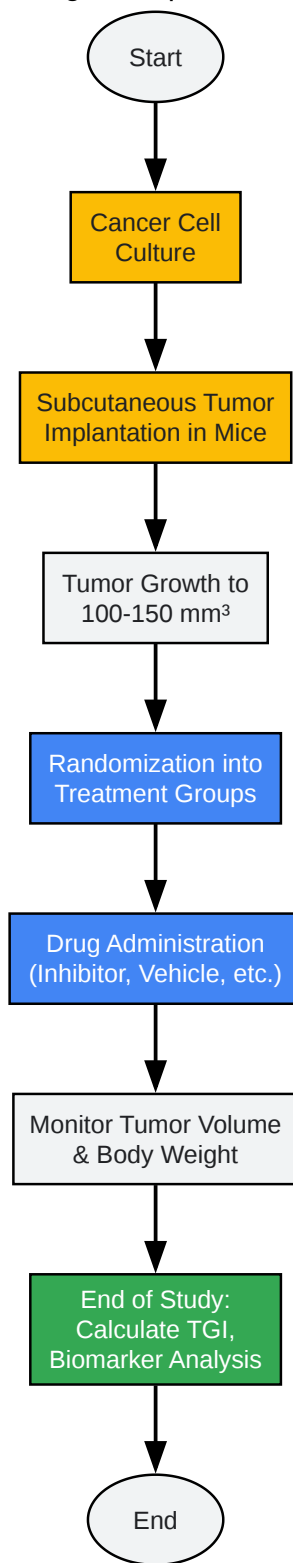 Start
Cancer Cell
Culture
Subcutaneous Tumor
Implantation in Mice
Tumor Growth to
100-150 mm³
Randomization into
Treatment Groups
Drug Administration
(Inhibitor, Vehicle, etc.)
Monitor Tumor Volume
& Body Weight
End of Study:
Calculate TGI,
Biomarker Analysis
End